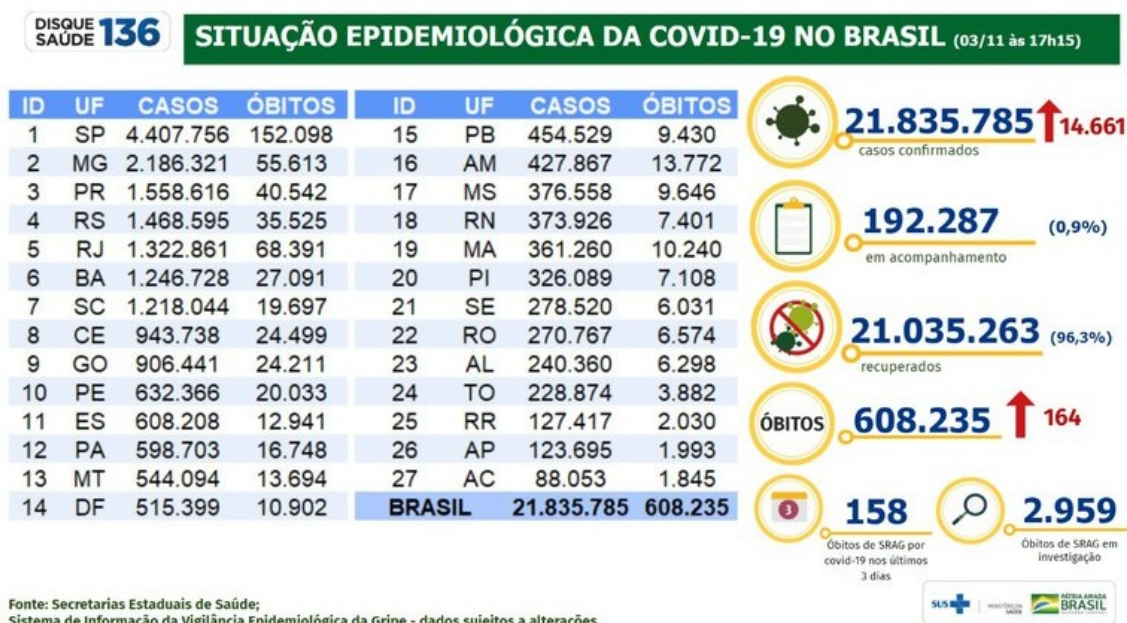 DISQUE
SAÚDE 136
SITUAÇÃO EPIDEMIOLÓGICA DA COVID-19 NO BRASIL (03/11 às 17h15)
ID UF CASOS ÓBITOS ID UF CASOS ÓBITOS
1 SP 4.407.756 152.098 15 PB 454.529 9.430
2 MG 2.186.321 55.613 16 AM 427.867 13.772
3 PR 1.558.616 40.542 17 MS 376.558 9.646
4 RS 1.468.595 35.525 18 RN 373.926 7.401
5 RJ 1.322.861 68.391 19 MA 361.260 10.240
6 BA 1.246.728 27.091 20 PI 326.089 7.108
7 SC 1.218.044 19.697 21 SE 278.520 6.031
8 CE 943.738 24.499 22 RO 270.767 6.574
9 GO 906.441 24.211 23 AL 240.360 6.298
10 PE 632.366 20.033 24 TO 228.874 3.882
11 ES 608.208 12.941 25 RR 127.417 2.030
12 PA 598.703 16.748 26 AP 123.695 1.993
13 MT 544.094 13.694 27 AC 88.053 1.845
14 DF 515.399 10.902 BRASIL 21.835.785 608.235
21.835.785 14.661
casos confirmados
192.287 (0,9%)
em acompanhamento
21.035.263 (96,3%)
recuperados
ÓBITOS 608.235 164
3 158
Óbitos de SRAG por
covid-19 nos últimos
3 dias
2.959
Óbitos de SRAG em
investigação
Fonte: Secretarias Estaduais de Saúde;
Sistema de Informação da Vigilância Epidemiológica da Gripe - dados sujeitos a alterações.
SUS
MINISTÉRIO DA
SAÚDE
PÁTRIA AMADA
BRASIL